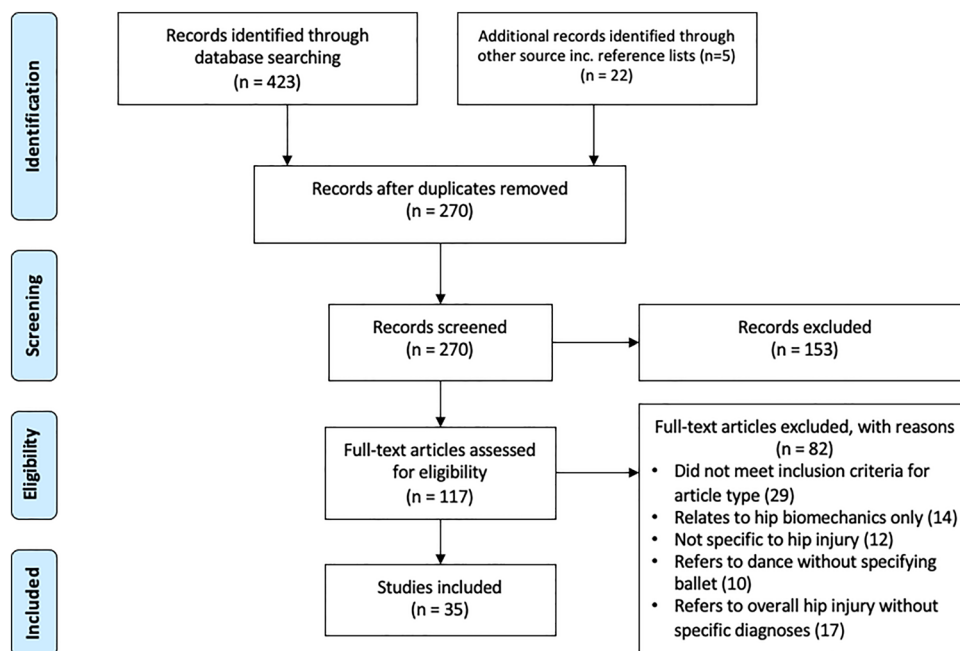 Identification
Records identified through
database searching
(n = 423)
Additional records identified through
other source inc. reference lists (n=5)
(n = 22)
Records after duplicates removed
(n = 270)
Screening
Records screened
(n = 270)
Records excluded
(n = 153)
Eligibility
Full-text articles assessed
for eligibility
(n = 117)
Full-text articles excluded, with reasons
(n = 82)
• Did not meet inclusion criteria for
article type (29)
• Relates to hip biomechanics only (14)
• Not specific to hip injury (12)
• Refers to dance without specifying
ballet (10)
• Refers to overall hip injury without
specific diagnoses (17)
Included
Studies included
(n = 35)